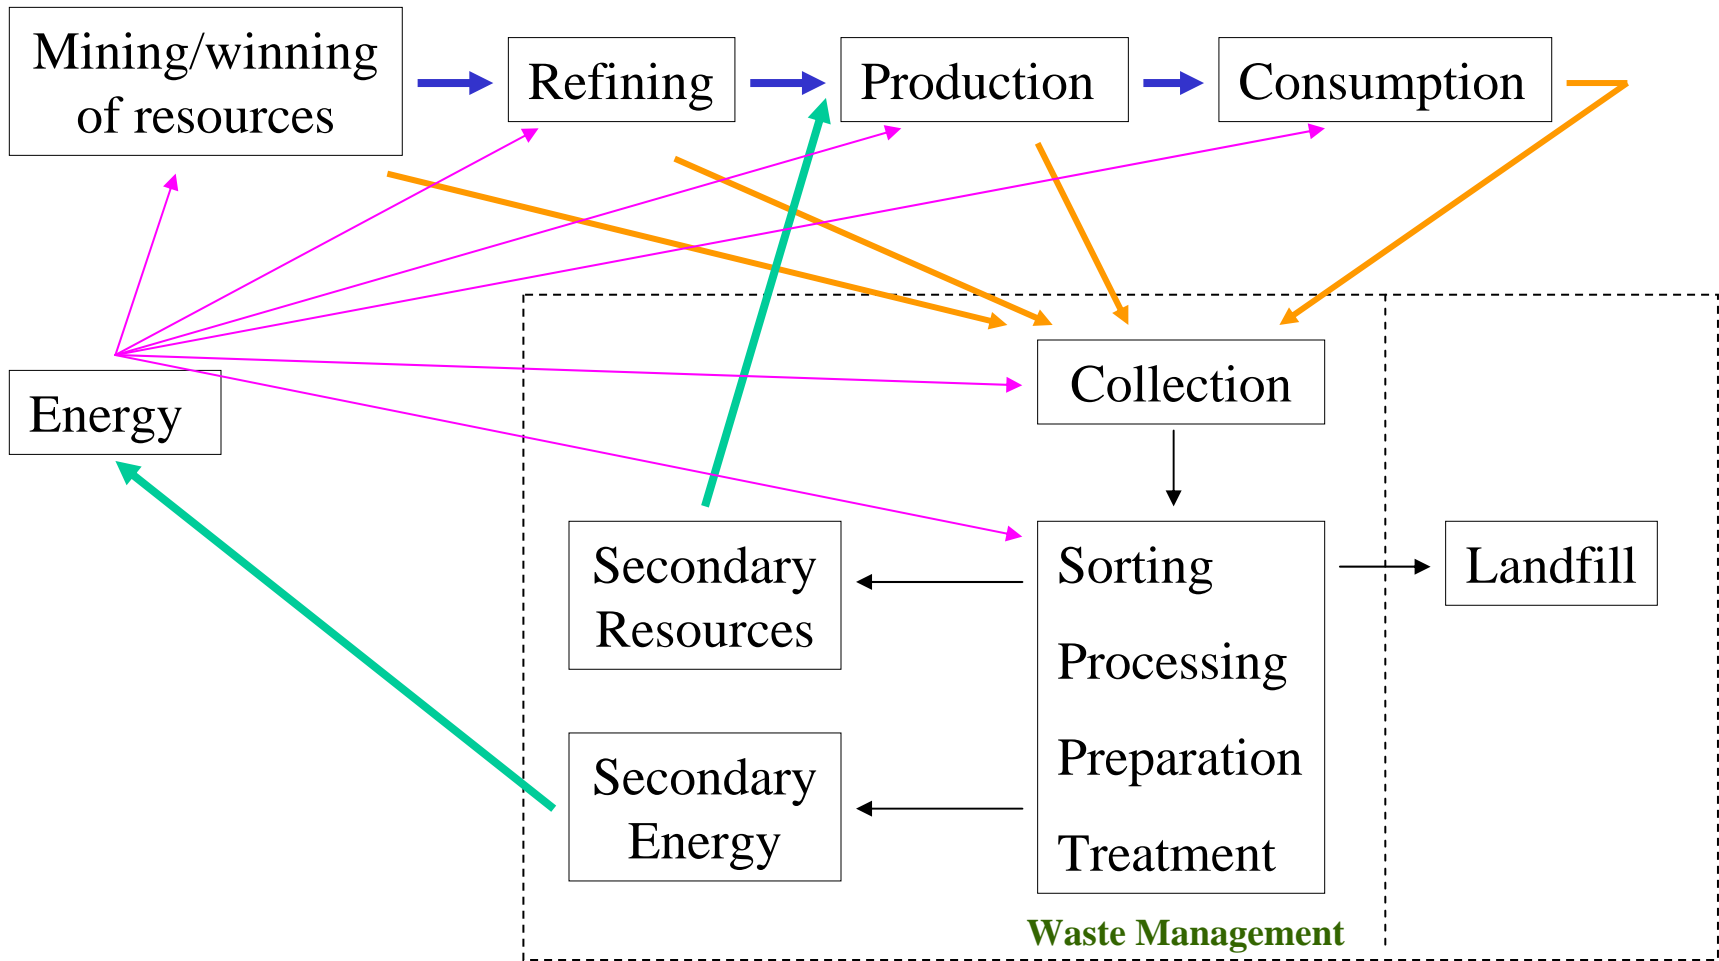 Mining/winning
of resources
Refining
Production
Consumption
Energy
Collection
Secondary
Resources
Sorting
Processing
Preparation
Treatment
Landfill
Secondary
Energy
Waste Management